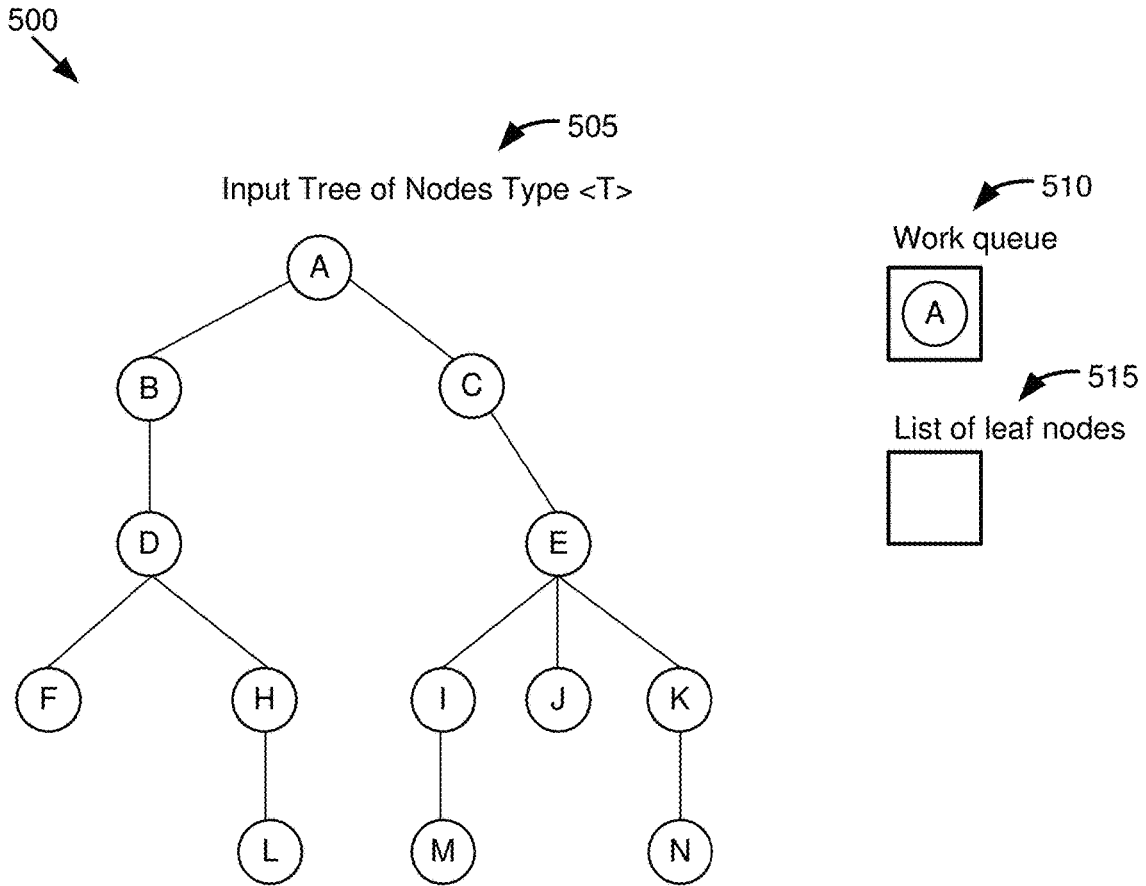 500
505
Input Tree of Nodes Type <T>
510
Work queue
A
A
515
B
C
List of leaf nodes
D
E
F
H
I
J
K
L
M
N